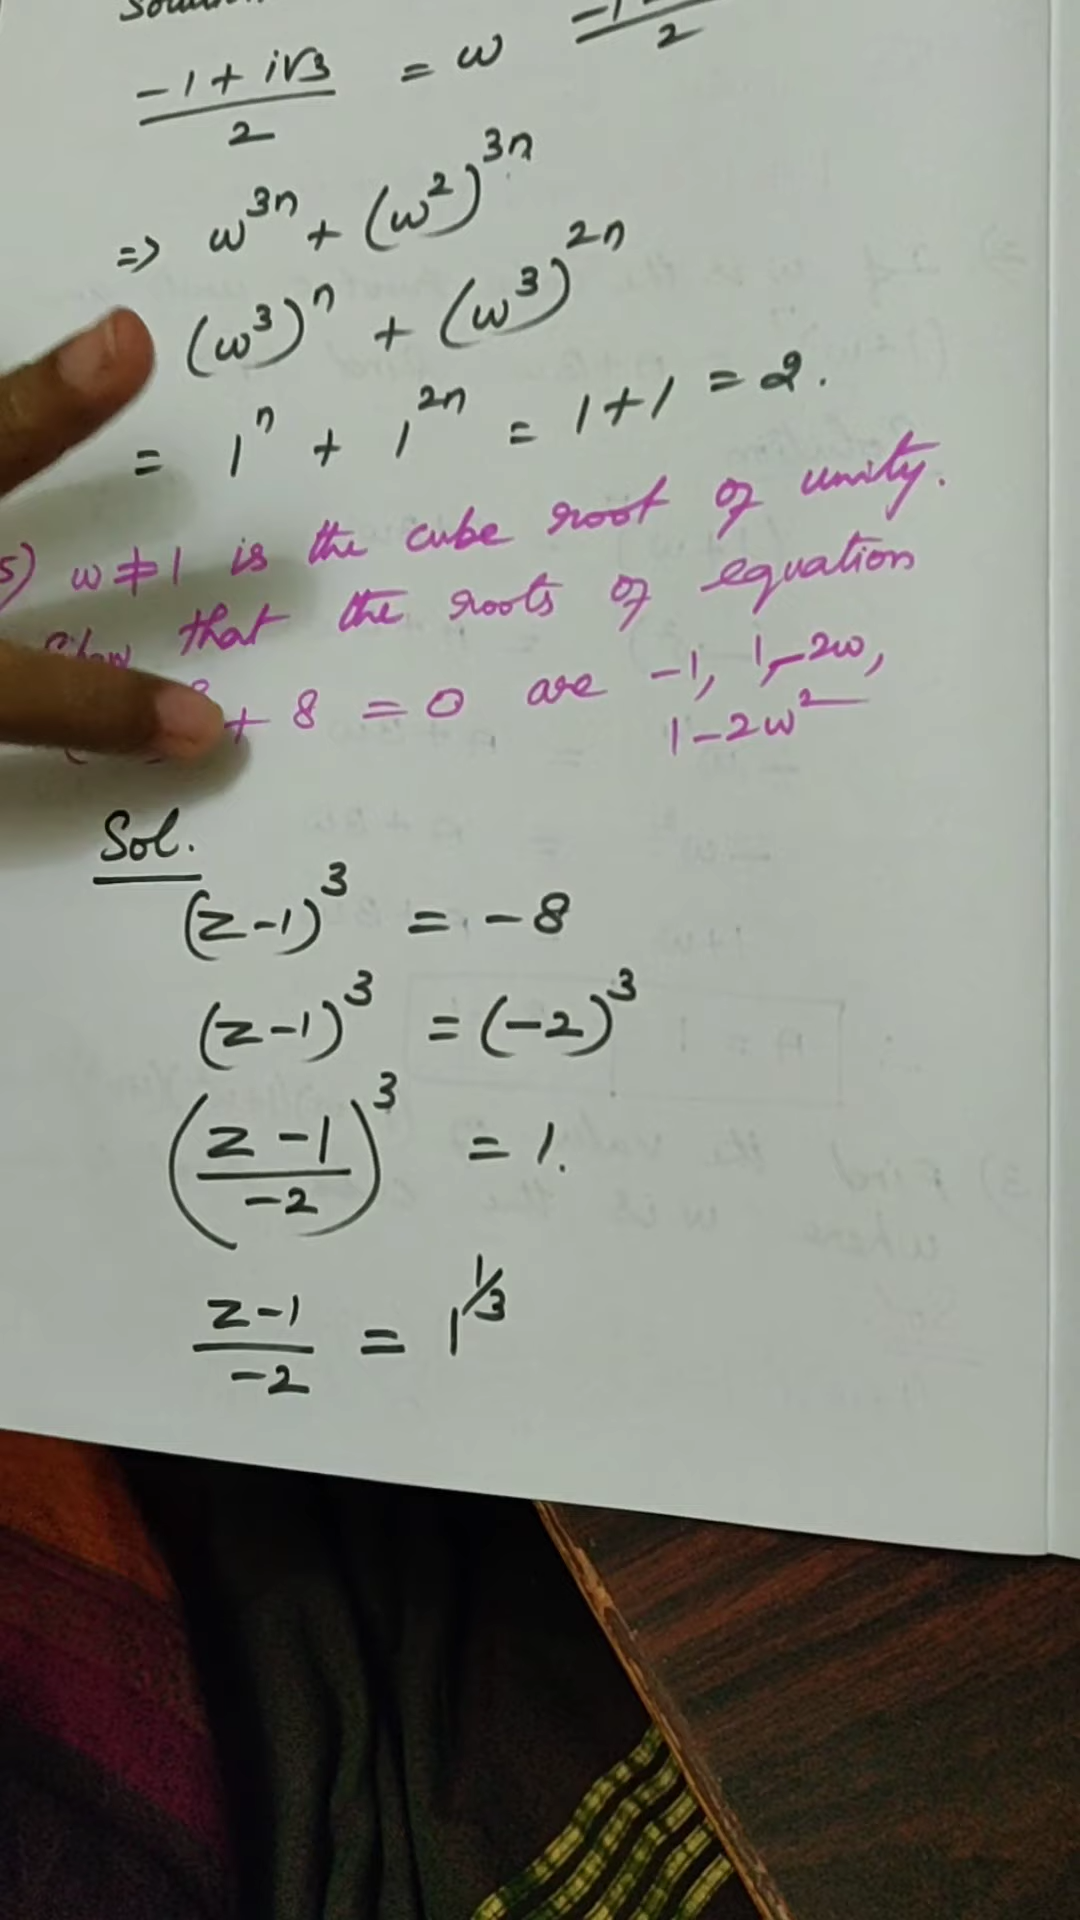 -1+i√3/2 = ω
⇒ ω^3n + (ω^2)^3n
(ω^3)^n + (ω^3)^2n
= 1^n + 1^2n = 1+1 = 2.
5) ω≠1 is the cube root of unity.
that the roots of equation
+ 8 = 0 are -1, 1-2ω,
1-2ω^2
Sol.
(z-1)^3 = -8
(z-1)^3 = (-2)^3
(z-1/-2)^3 = 1.
z-1/-2 = 1^1/3